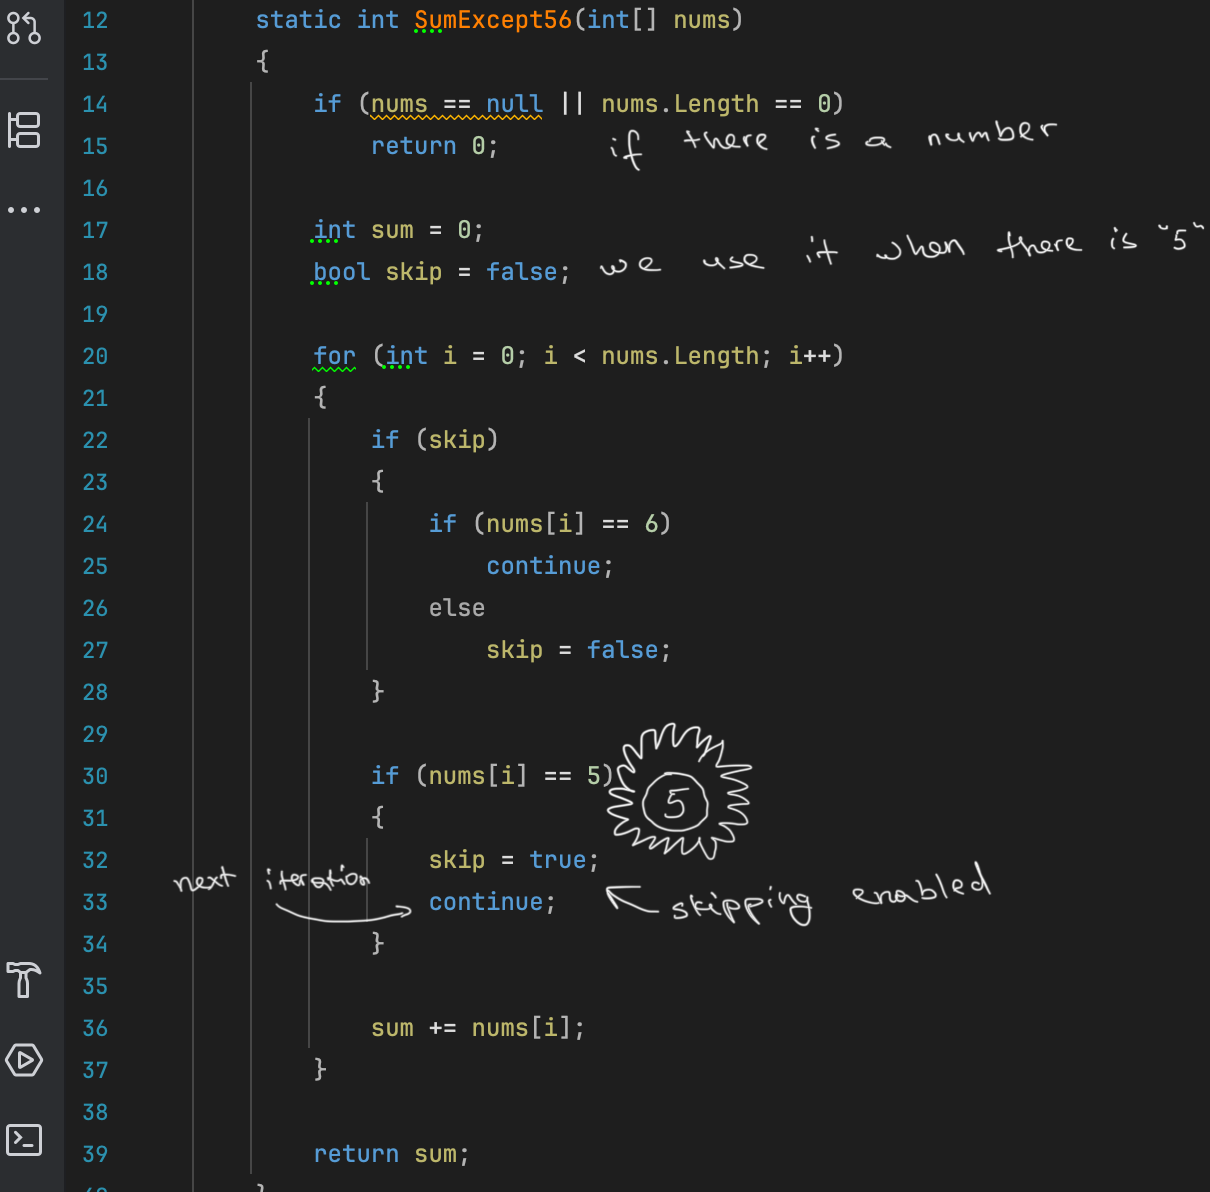 12 static int SumExcept56(int[] nums)
13 {
14 if (nums == null || nums.Length == 0)
15 return 0; if there is a number
16
17 int sum = 0;
18 bool skip = false; we use it when there is "5"
19
20 for (int i = 0; i < nums.Length; i++)
21 {
22 if (skip)
23 {
24 if (nums[i] == 6)
25 continue;
26 else
27 skip = false;
28 }
29
30 if (nums[i] == 5) 5
31 {
32 skip = true;
next iteration
33 continue; skipping enabled
34 }
35
36 sum += nums[i];
37 }
38
39 return sum;